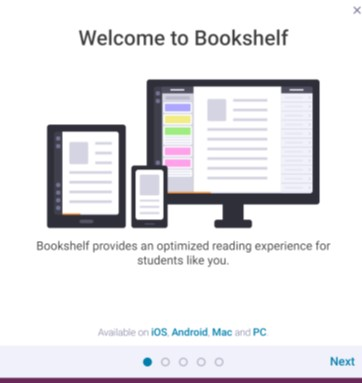 Welcome to Bookshelf
Bookshelf provides an optimized reading experience for
students like you.
Available on iOS, Android, Mac and PC
Next